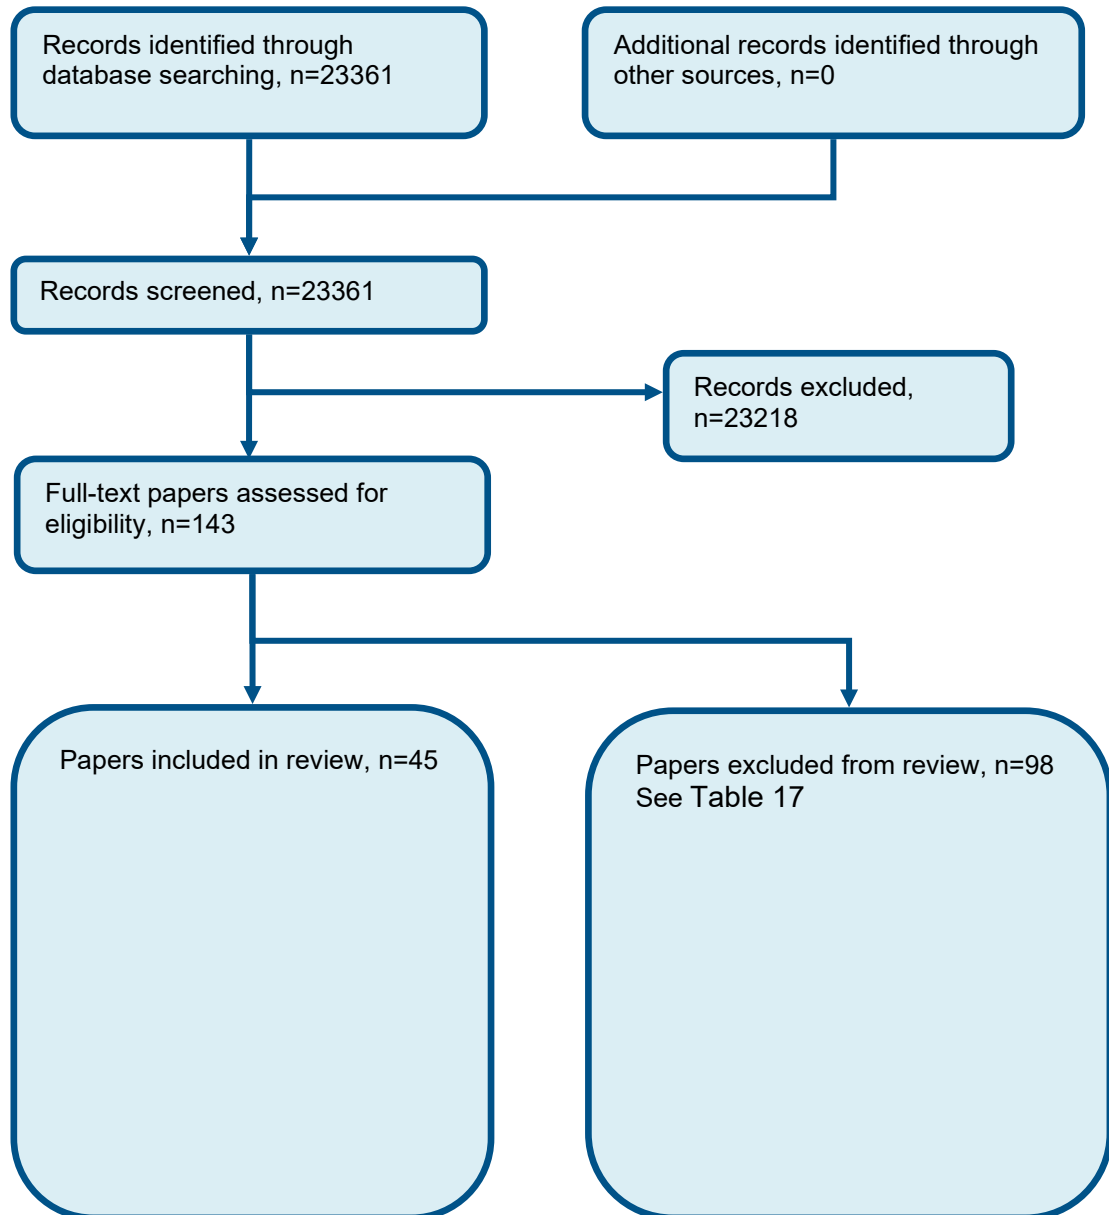 Records identified through
database searching, n=23361
Additional records identified through
other sources, n=0
Records screened, n=23361
Records excluded,
n=23218
Full-text papers assessed for
eligibility, n=143
Papers included in review, n=45
Papers excluded from review, n=98
See Table 17